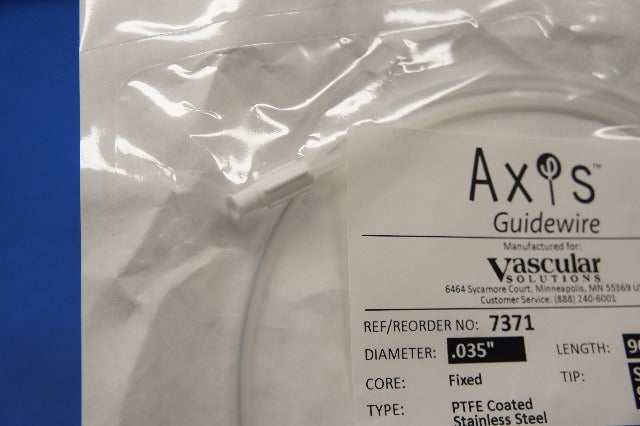 Axis™
Guidewire
Manufactured for:
Vascular
SOLUTIONS
6464 Sycamore Court, Minneapolis, MN 55369 U
Customer Service: (888) 240-6001
REF/REORDER NO: 7371
DIAMETER: .035" LENGTH: 9
CORE: Fixed TIP: S
TYPE: PTFE Coated
Stainless Steel